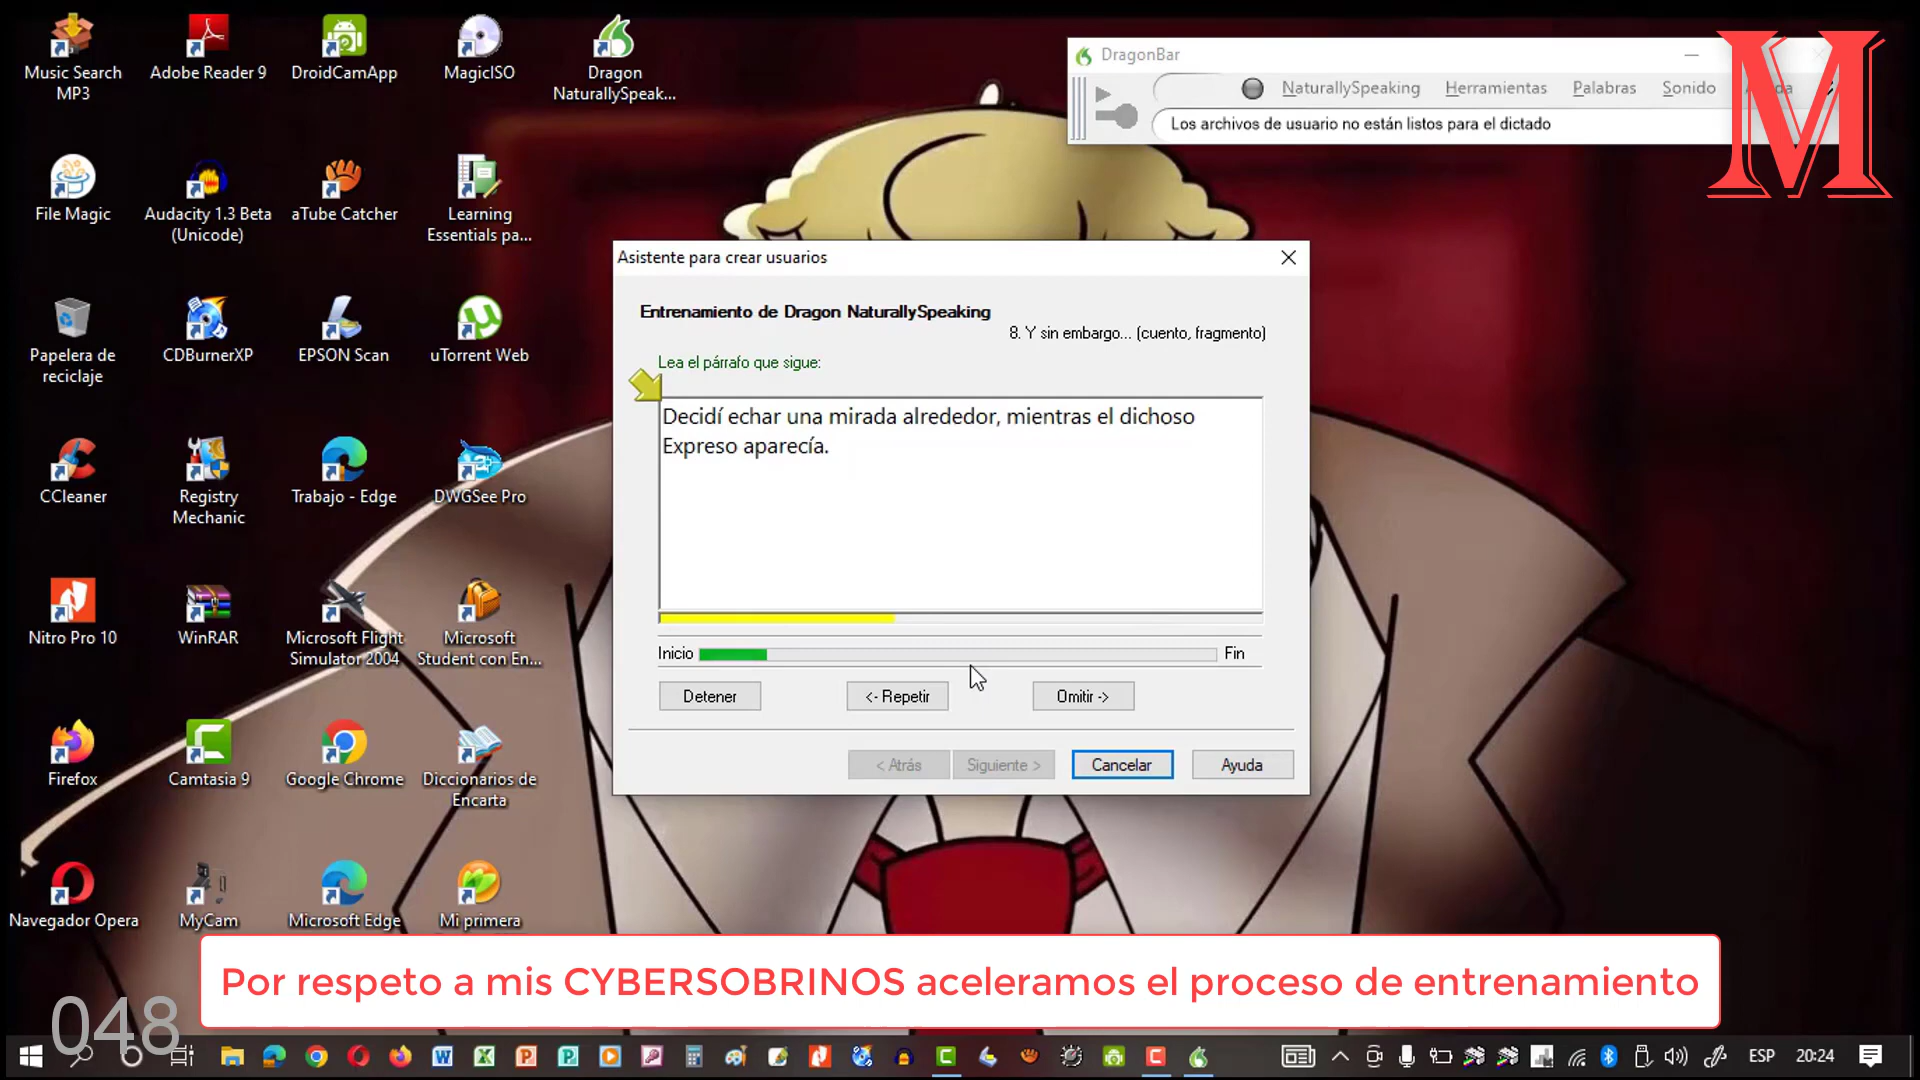 Music Search
MP3
Adobe Reader 9
DroidCamApp
MagicISO
Dragon
NaturallySpeak...
DragonBar
NaturallySpeaking
Herramientas
Palabras
Sonido
Los archivos de usuario no están listos para el dictado
M
File Magic
Audacity 1.3 Beta
(Unicode)
aTube Catcher
Learning
Essentials pa...
Asistente para crear usuarios
Entrenamiento de Dragon NaturallySpeaking
8. Y sin embargo... (cuento, fragmento)
Lea el párrafo que sigue:
Decidí echar una mirada alrededor, mientras el dichoso
Expreso aparecía.
Inicio
Fin
Detener
<- Repetir
Omitir ->
< Atrás
Siguiente >
Cancelar
Ayuda
Papelera de
reciclaje
CDBurnerXP
EPSON Scan
uTorrent Web
CCleaner
Registry
Mechanic
Trabajo - Edge
DWGSee Pro
Nitro Pro 10
WinRAR
Microsoft Flight
Simulator 2004
Microsoft
Student con En...
Firefox
Camtasia 9
Google Chrome
Diccionarios de
Encarta
Navegador Opera
MyCam
Microsoft Edge
Mi primera
Por respeto a mis CYBERSOBRINOS aceleramos el proceso de entrenamiento
048
ESP
20:24